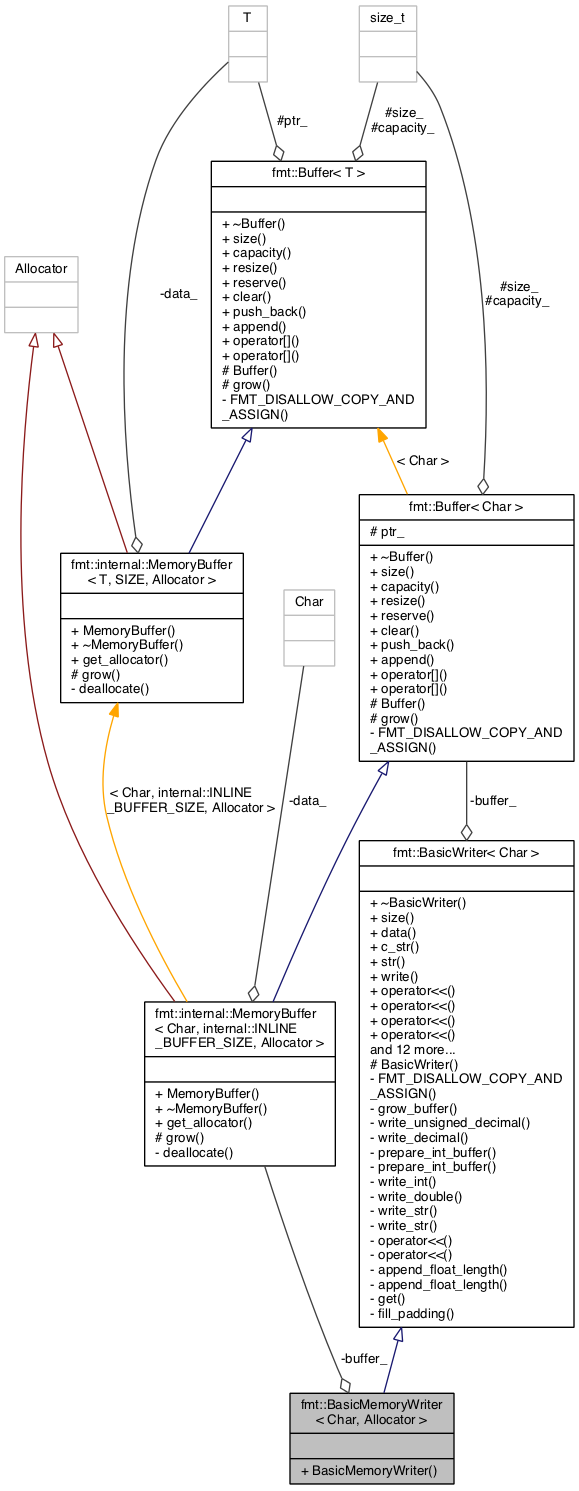 T
size_t
#ptr_
#size_
#capacity_
fmt::Buffer< T >
+ ~Buffer()
+ size()
+ capacity()
+ resize()
+ reserve()
+ clear()
+ push_back()
+ append()
+ operator[]()
+ operator[]()
# Buffer()
# grow()
- FMT_DISALLOW_COPY_AND
_ASSIGN()
Allocator
-data_
#size_
#capacity_
< Char >
fmt::Buffer< Char >
# ptr_
+ ~Buffer()
+ size()
+ capacity()
+ resize()
+ reserve()
+ clear()
+ push_back()
+ append()
+ operator[]()
+ operator[]()
# Buffer()
# grow()
- FMT_DISALLOW_COPY_AND
_ASSIGN()
fmt::internal::MemoryBuffer
< T, SIZE, Allocator >
+ MemoryBuffer()
+ ~MemoryBuffer()
+ get_allocator()
# grow()
- deallocate()
Char
< Char, internal::INLINE
_BUFFER_SIZE, Allocator >
-data_
-buffer_
fmt::BasicWriter< Char >
+ ~BasicWriter()
+ size()
+ data()
+ c_str()
+ str()
+ write()
+ operator<<()
+ operator<<()
+ operator<<()
+ operator<<()
and 12 more...
# BasicWriter()
- FMT_DISALLOW_COPY_AND
_ASSIGN()
- grow_buffer()
- write_unsigned_decimal()
- write_decimal()
- prepare_int_buffer()
- prepare_int_buffer()
- write_int()
- write_double()
- write_str()
- write_str()
- operator<<()
- operator<<()
- append_float_length()
- append_float_length()
- get()
- fill_padding()
fmt::internal::MemoryBuffer
< Char, internal::INLINE
_BUFFER_SIZE, Allocator >
+ MemoryBuffer()
+ ~MemoryBuffer()
+ get_allocator()
# grow()
- deallocate()
-buffer_
fmt::BasicMemoryWriter
< Char, Allocator >
+ BasicMemoryWriter()